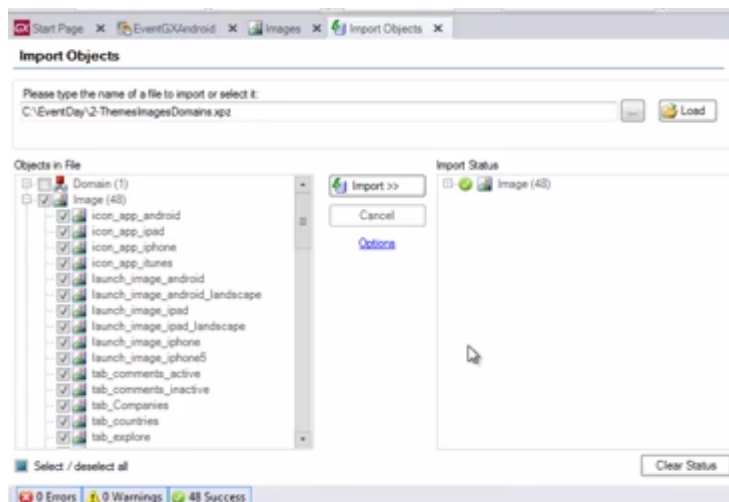 GX Start Page × EventGXAndroid × Images × Import Objects ×
Import Objects
Please type the name of a file to import or select it:
C:\EventDay\2-ThemesImagesDomains.xpz
... Load
Objects in File
Import Status
Domain (1)
Image (48)
icon_app_android
icon_app_ipad
icon_app_iphone
icon_app_itunes
launch_image_android
launch_image_android_landscape
launch_image_ipad
launch_image_ipad_landscape
launch_image_iphone
launch_image_iphone5
tab_comments_active
tab_comments_inactive
tab_Companies
tab_countries
tab_explore
Import >>
Cancel
Options
Image (48)
Select / deselect all
Clear Status
0 Errors 0 Warnings 48 Success